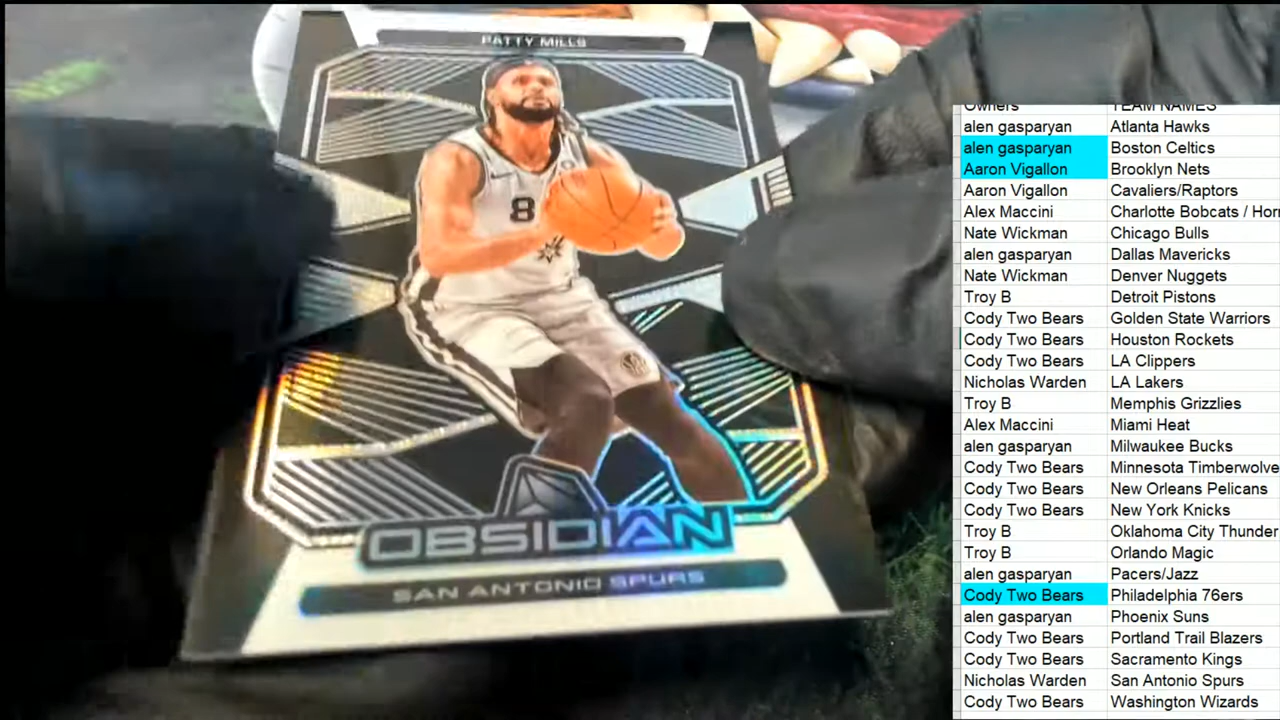 PATTY MILLS
8
OBSIDIAN
SAN ANTONIO SPURS
Owners TEAM NAMES
alen gasparyan Atlanta Hawks
alen gasparyan Boston Celtics
Aaron Vigallon Brooklyn Nets
Aaron Vigallon Cavaliers/Raptors
Alex Maccini Charlotte Bobcats / Hor
Nate Wickman Chicago Bulls
alen gasparyan Dallas Mavericks
Nate Wickman Denver Nuggets
Troy B Detroit Pistons
Cody Two Bears Golden State Warriors
Cody Two Bears Houston Rockets
Cody Two Bears LA Clippers
Nicholas Warden LA Lakers
Troy B Memphis Grizzlies
Alex Maccini Miami Heat
alen gasparyan Milwaukee Bucks
Cody Two Bears Minnesota Timberwolve
Cody Two Bears New Orleans Pelicans
Cody Two Bears New York Knicks
Troy B Oklahoma City Thunder
Troy B Orlando Magic
alen gasparyan Pacers/Jazz
Cody Two Bears Philadelphia 76ers
alen gasparyan Phoenix Suns
Cody Two Bears Portland Trail Blazers
Cody Two Bears Sacramento Kings
Nicholas Warden San Antonio Spurs
Cody Two Bears Washington Wizards